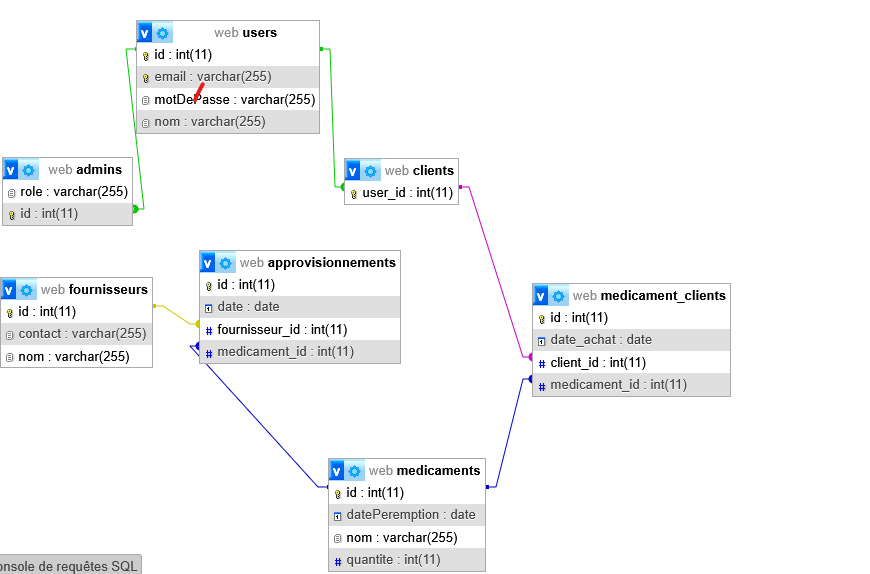 web users
id : int(11)
email : varchar(255)
motDePasse : varchar(255)
nom : varchar(255)
web admins
role : varchar(255)
id : int(11)
web clients
user_id : int(11)
web approvisionnements
id : int(11)
date : date
fournisseur_id : int(11)
medicament_id : int(11)
web fournisseurs
id : int(11)
contact : varchar(255)
nom : varchar(255)
web medicament_clients
id : int(11)
date_achat : date
client_id : int(11)
medicament_id : int(11)
web medicaments
id : int(11)
datePeremption : date
nom : varchar(255)
quantite : int(11)
onsole de requêtes SQL